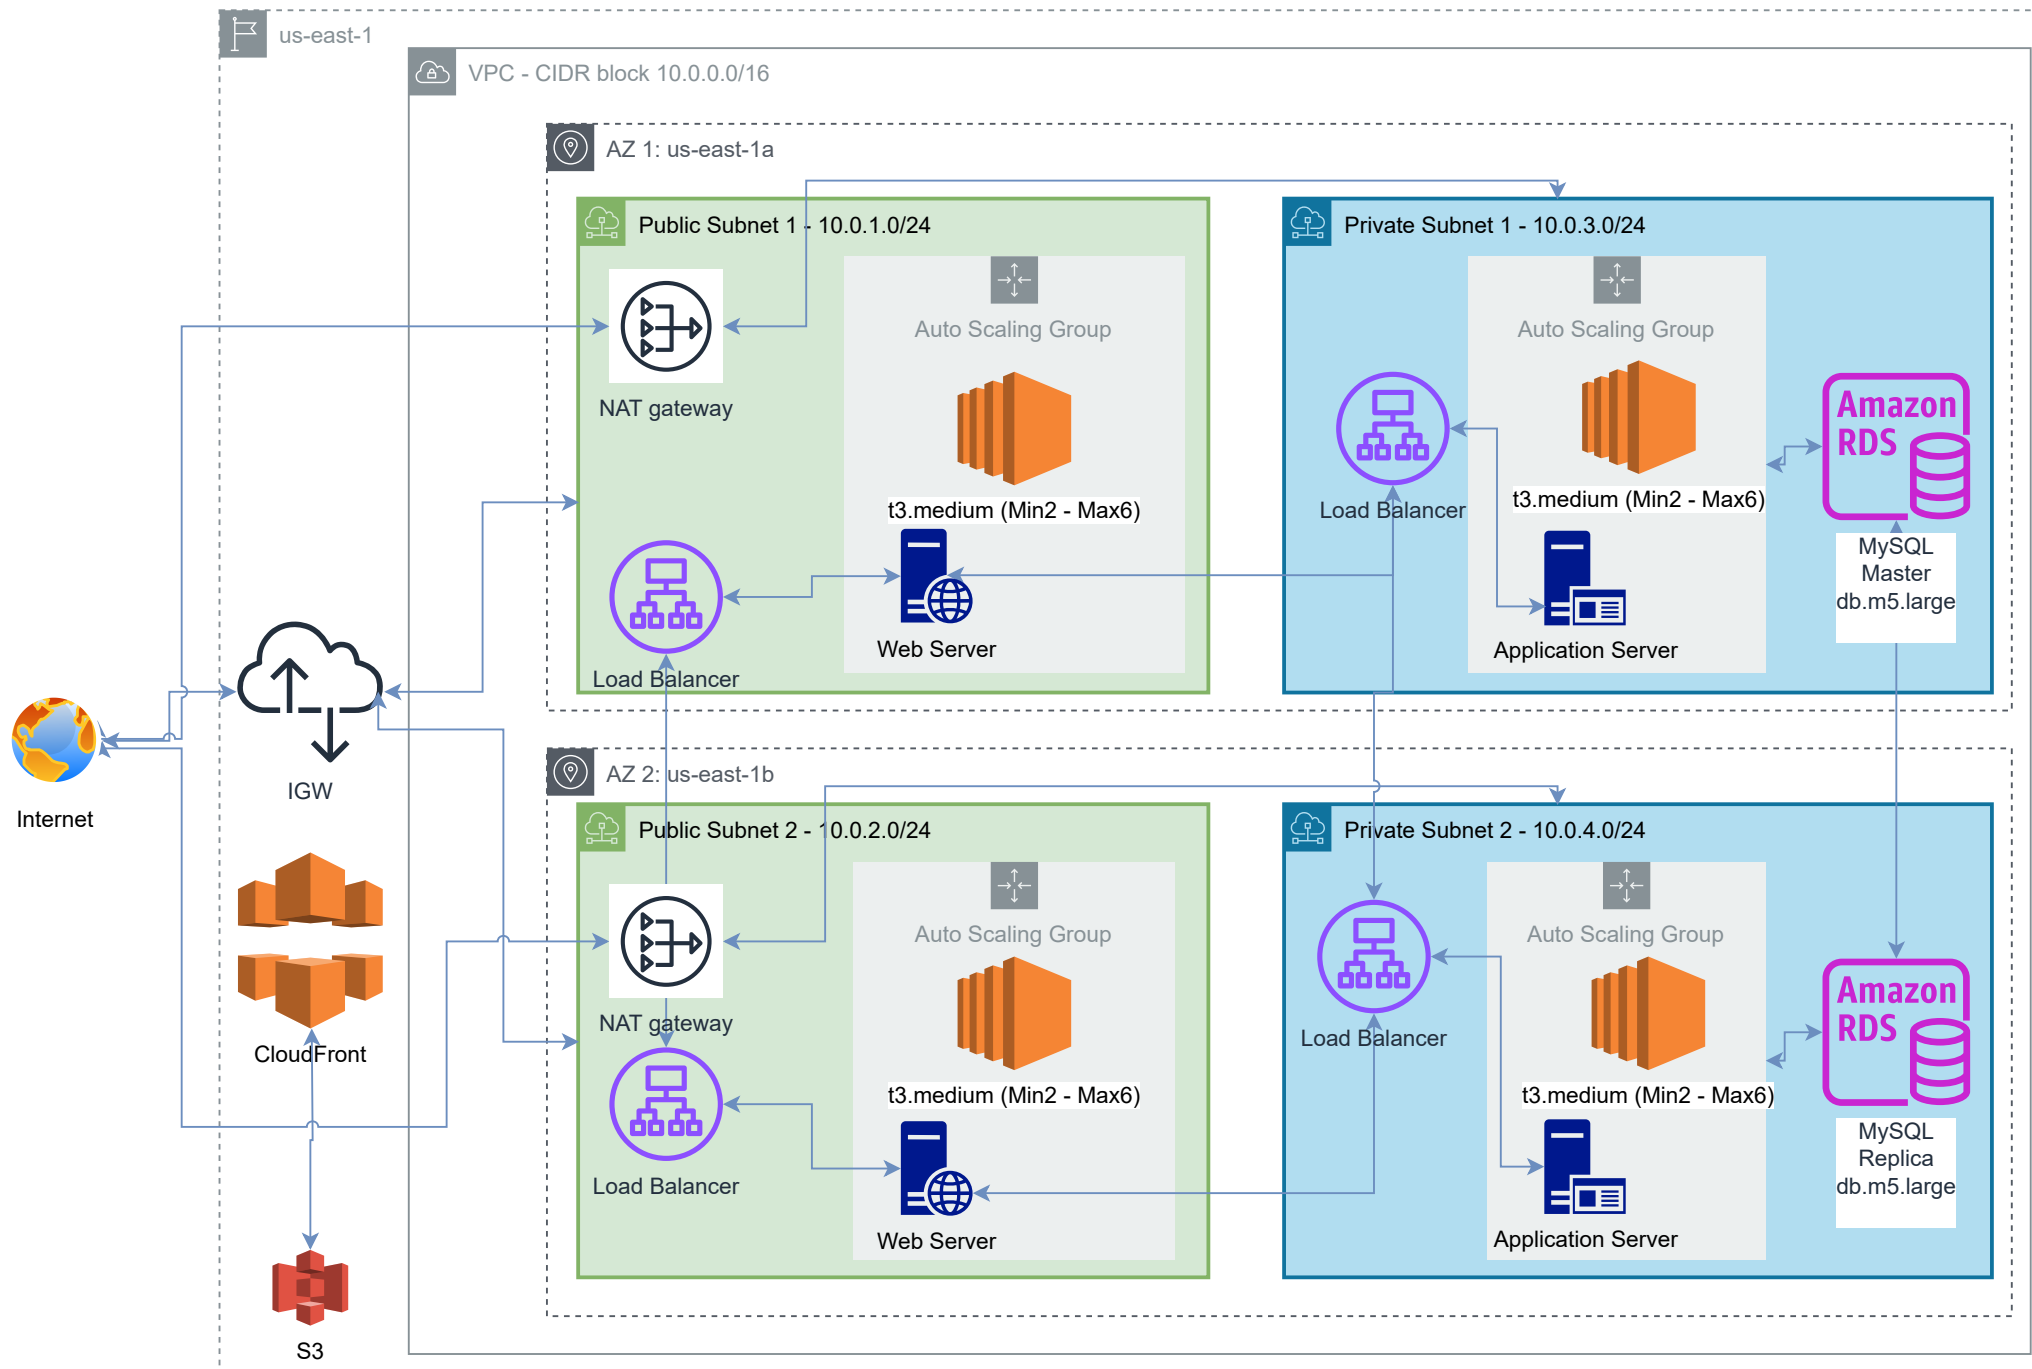 us-east-1
VPC - CIDR block 10.0.0.0/16
AZ 1: us-east-1a
Public Subnet 1 - 10.0.1.0/24
NAT gateway
Auto Scaling Group
t3.medium (Min2 - Max6)
Web Server
Load Balancer
Private Subnet 1 - 10.0.3.0/24
Load Balancer
Auto Scaling Group
t3.medium (Min2 - Max6)
Application Server
Amazon
RDS
MySQL
Master
db.m5.large
Internet
IGW
CloudFront
S3
AZ 2: us-east-1b
Public Subnet 2 - 10.0.2.0/24
NAT gateway
Auto Scaling Group
t3.medium (Min2 - Max6)
Web Server
Load Balancer
Private Subnet 2 - 10.0.4.0/24
Load Balancer
Auto Scaling Group
t3.medium (Min2 - Max6)
Application Server
Amazon
RDS
MySQL
Replica
db.m5.large